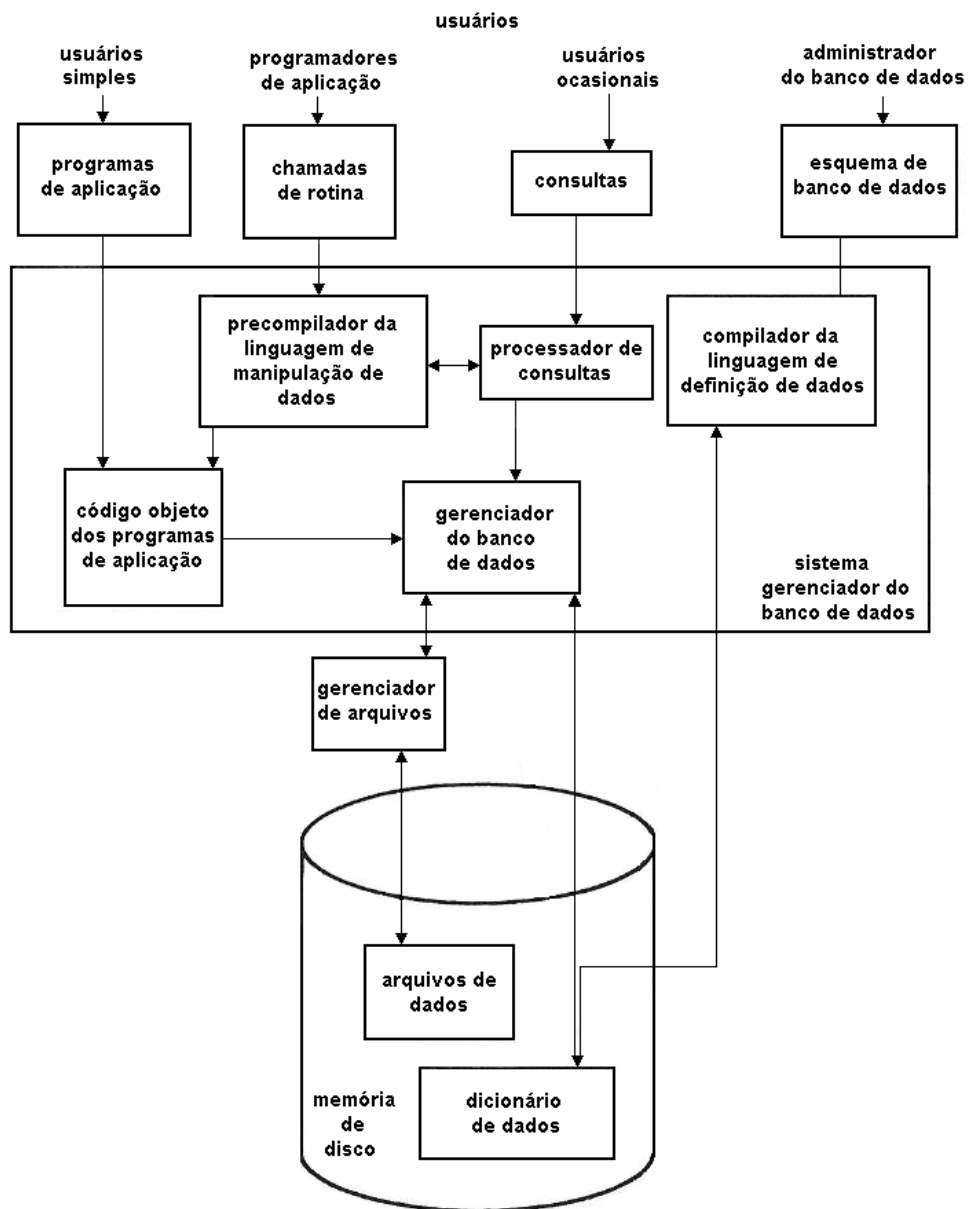 usuários
usuários
simples
programadores
de aplicação
usuários
ocasionais
administrador
do banco de dados
programas
de aplicação
chamadas
de rotina
consultas
esquema de
banco de dados
precompilador da
linguagem de
manipulação de
dados
processador de
consultas
compilador da
linguagem de
definição de dados
código objeto
dos programas
de aplicação
gerenciador
do banco
de dados
sistema
gerenciador do
banco de dados
gerenciador
de arquivos
arquivos de
dados
memória
de
disco
dicionário
de dados